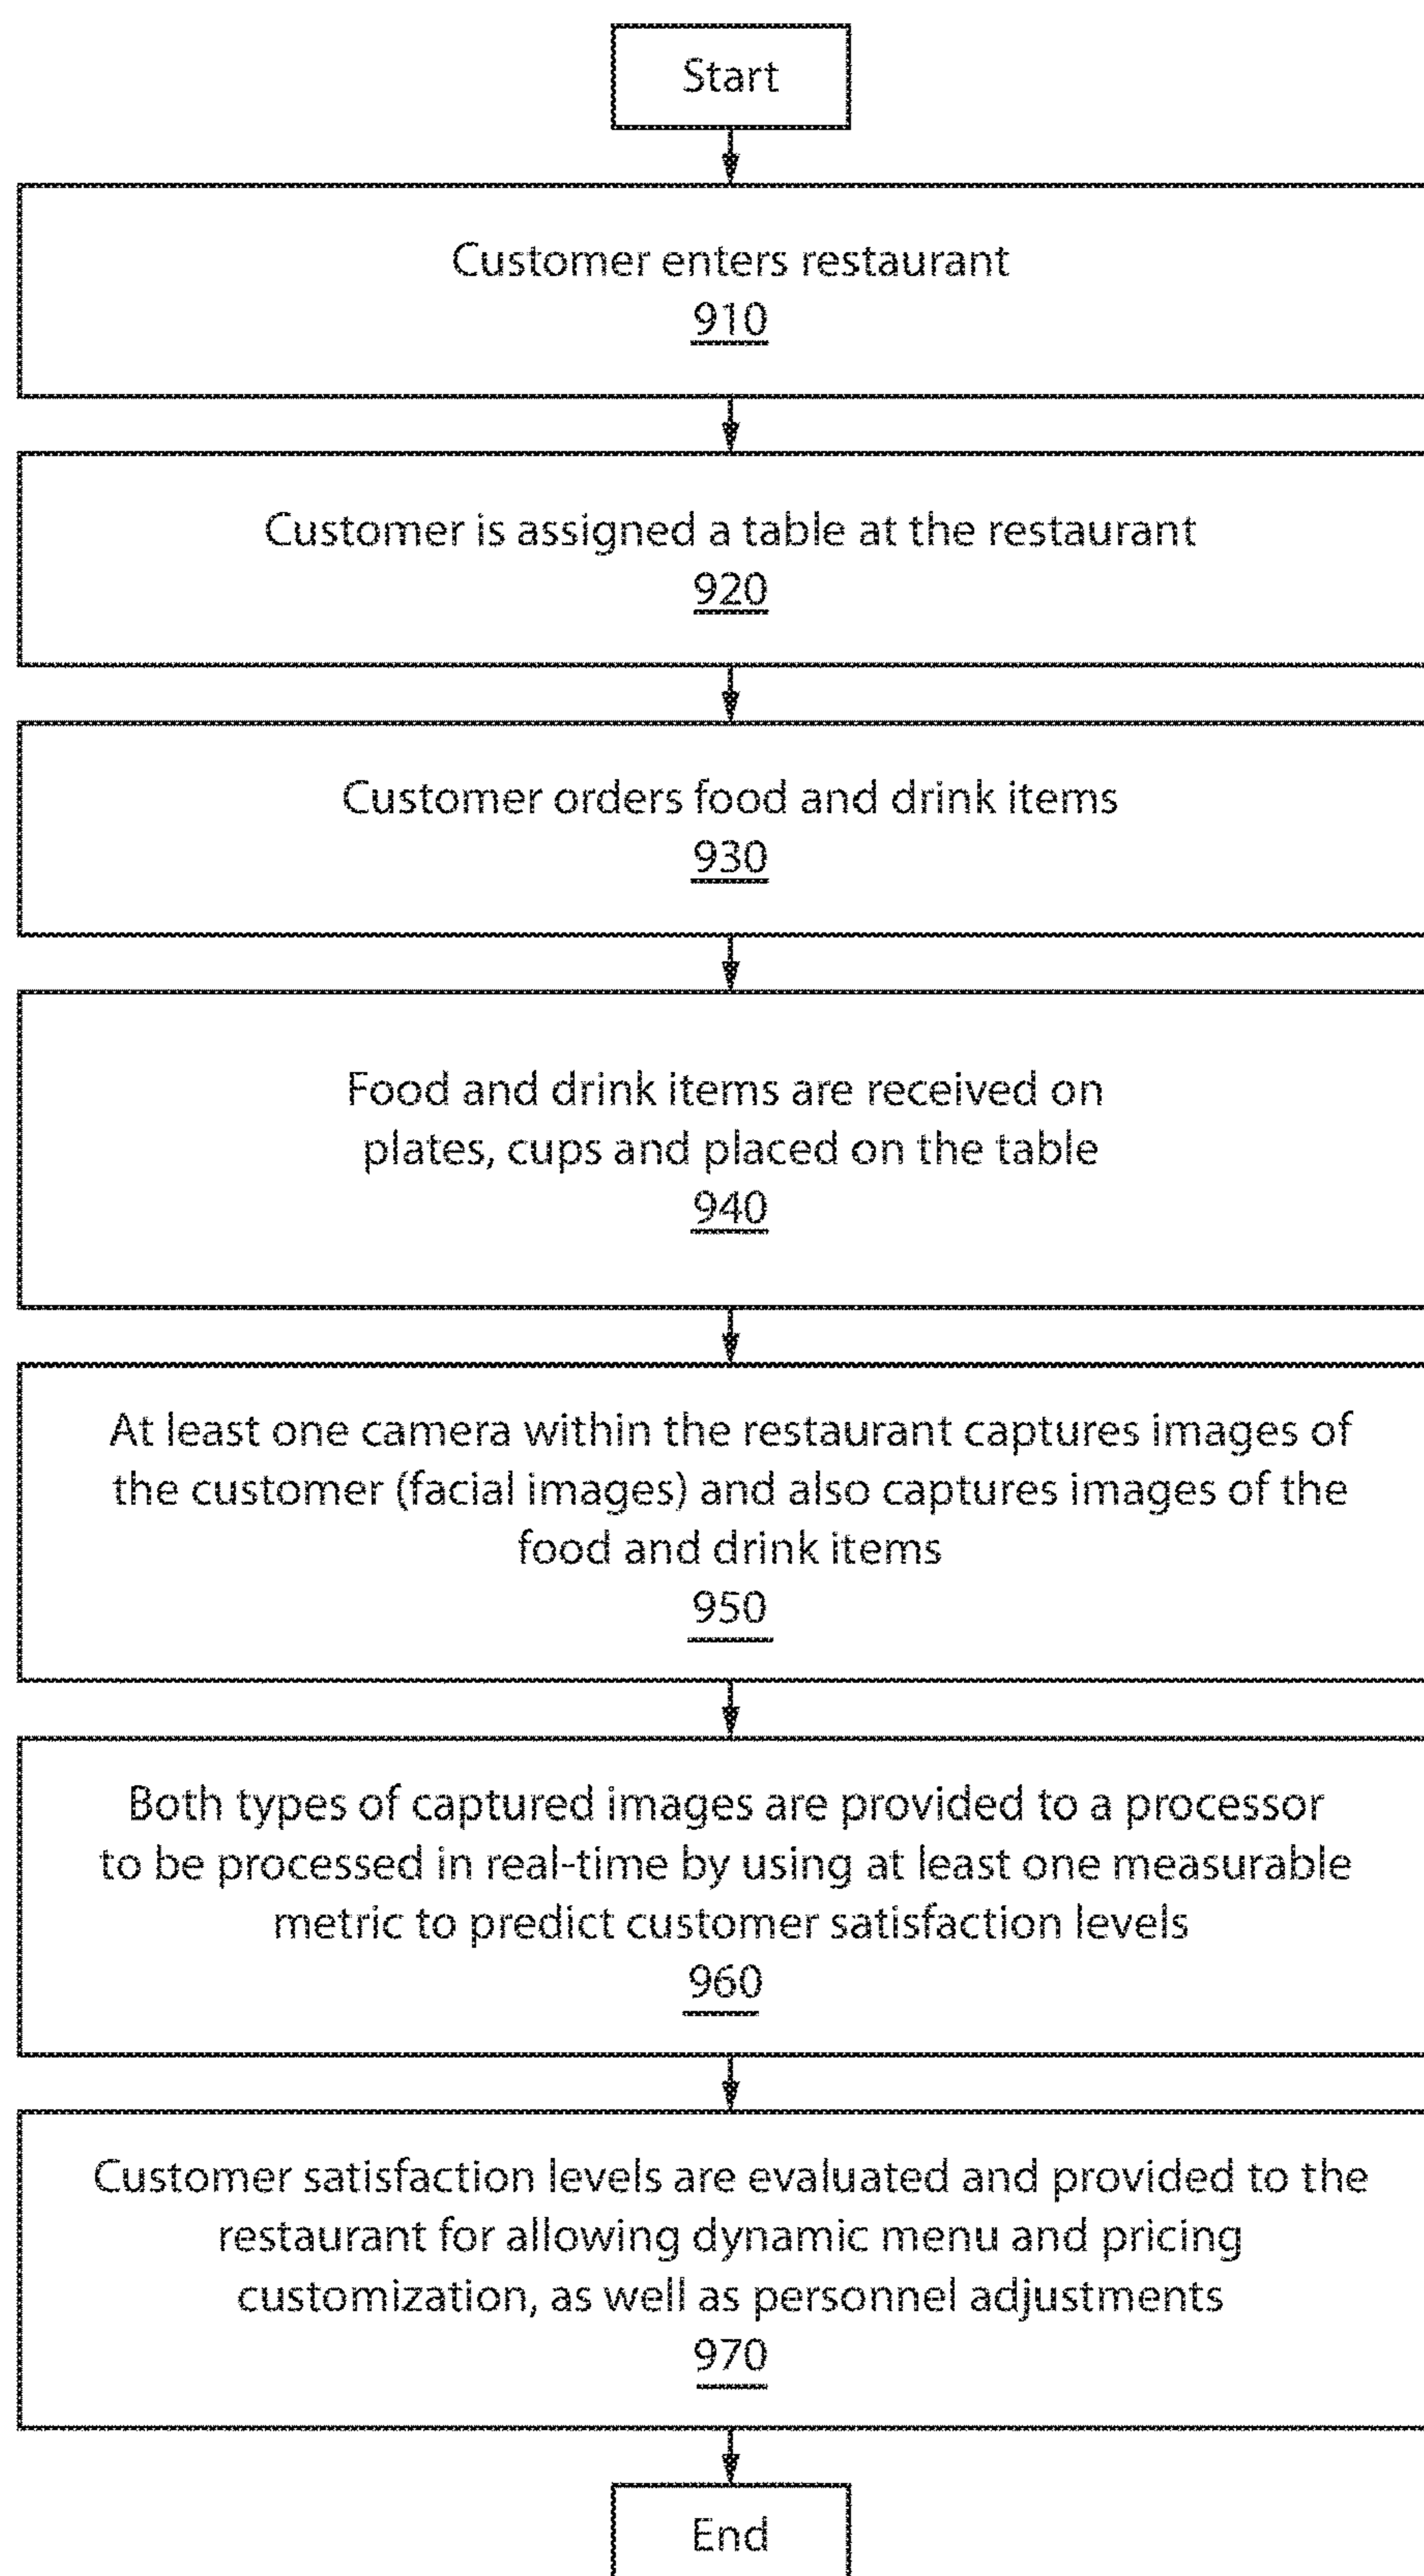 Start
Customer enters restaurant
910
Customer is assigned a table at the restaurant
920
Customer orders food and drink items
930
Food and drink items are received on
plates, cups and placed on the table
940
At least one camera within the restaurant captures images of
the customer (facial images) and also captures images of the
food and drink items
950
Both types of captured images are provided to a processor
to be processed in real-time by using at least one measurable
metric to predict customer satisfaction levels
960
Customer satisfaction levels are evaluated and provided to the
restaurant for allowing dynamic menu and pricing
customization, as well as personnel adjustments
970
End